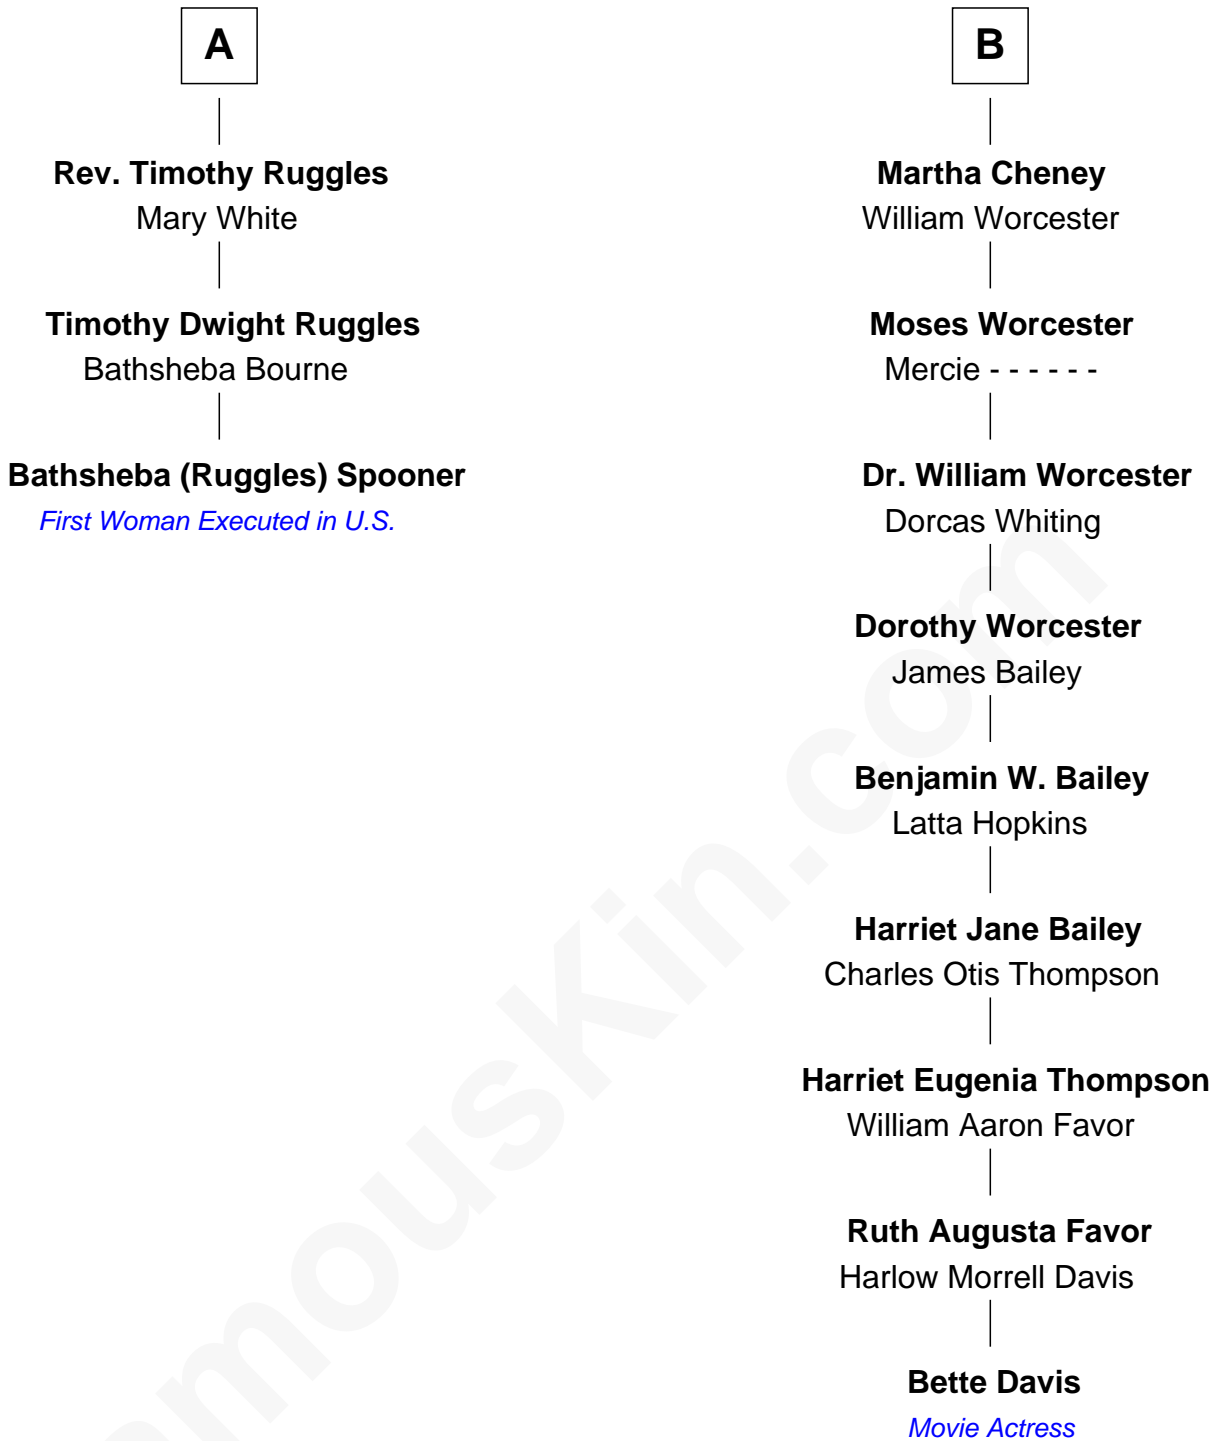 A
Rev. Timothy Ruggles
Mary White
Timothy Dwight Ruggles
Bathsheba Bourne
Bathsheba (Ruggles) Spooner
First Woman Executed in U.S.
B
Martha Cheney
William Worcester
Moses Worcester
Mercie - - - - - -
Dr. William Worcester
Dorcas Whiting
Dorothy Worcester
James Bailey
Benjamin W. Bailey
Latta Hopkins
Harriet Jane Bailey
Charles Otis Thompson
Harriet Eugenia Thompson
William Aaron Favor
Ruth Augusta Favor
Harlow Morrell Davis
Bette Davis
Movie Actress
amousKin.com